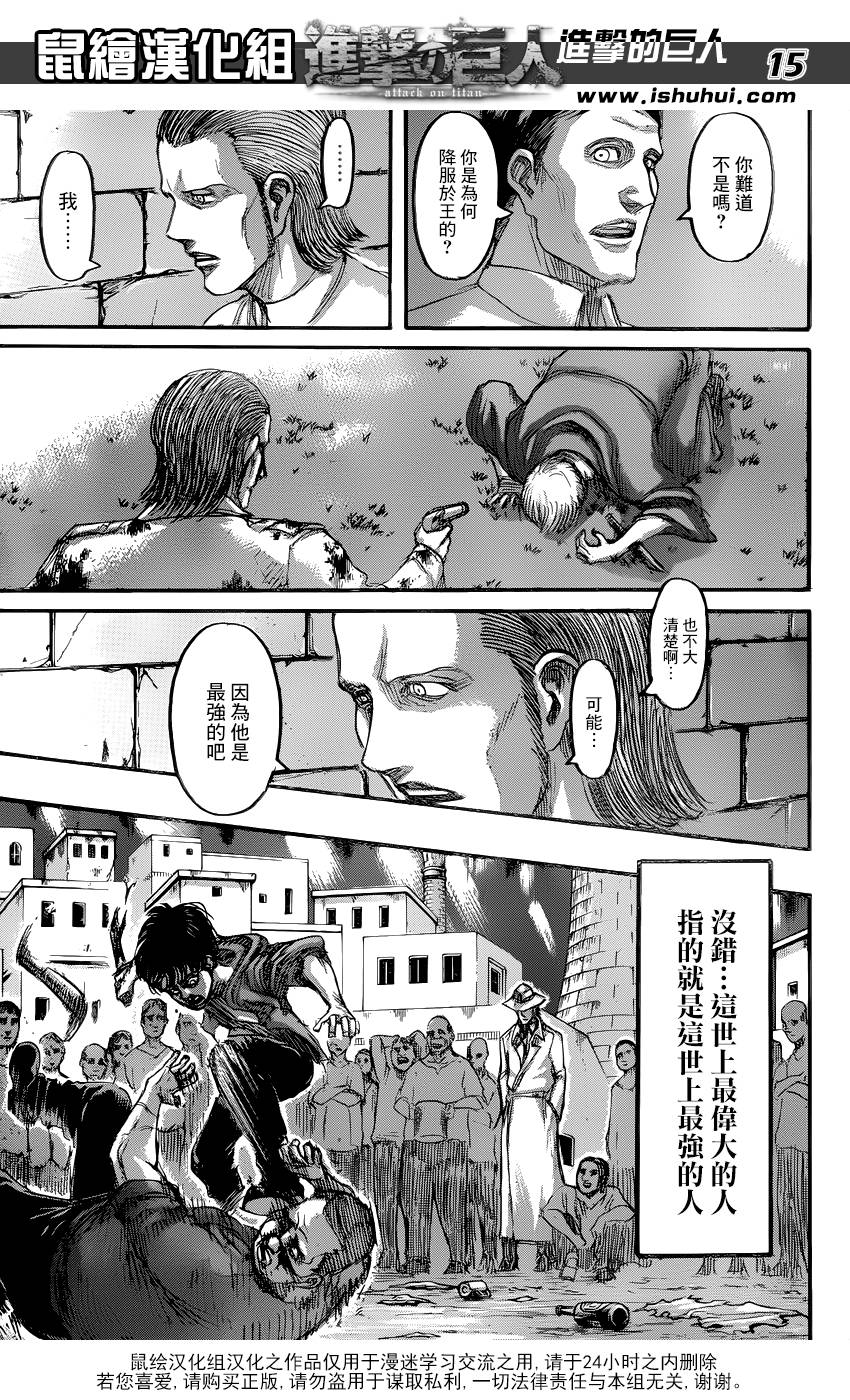 鼠繪漢化組
進撃の巨人
attack on titan
進擊的巨人
15
www.ishuhui.com
你難道
不是嗎？
你是為何
降服於王的？
……
我……
也不大
清楚啊…
可能…
因為他是
最強的吧
沒錯…這世上最偉大的人
指的就是這世上最強的人
鼠绘汉化组汉化之作品仅用于漫迷学习交流之用, 请于24小时之内删除
若您喜爱, 请购买正版, 请勿盗用于谋取私利, 一切法律责任与本组无关, 谢谢。